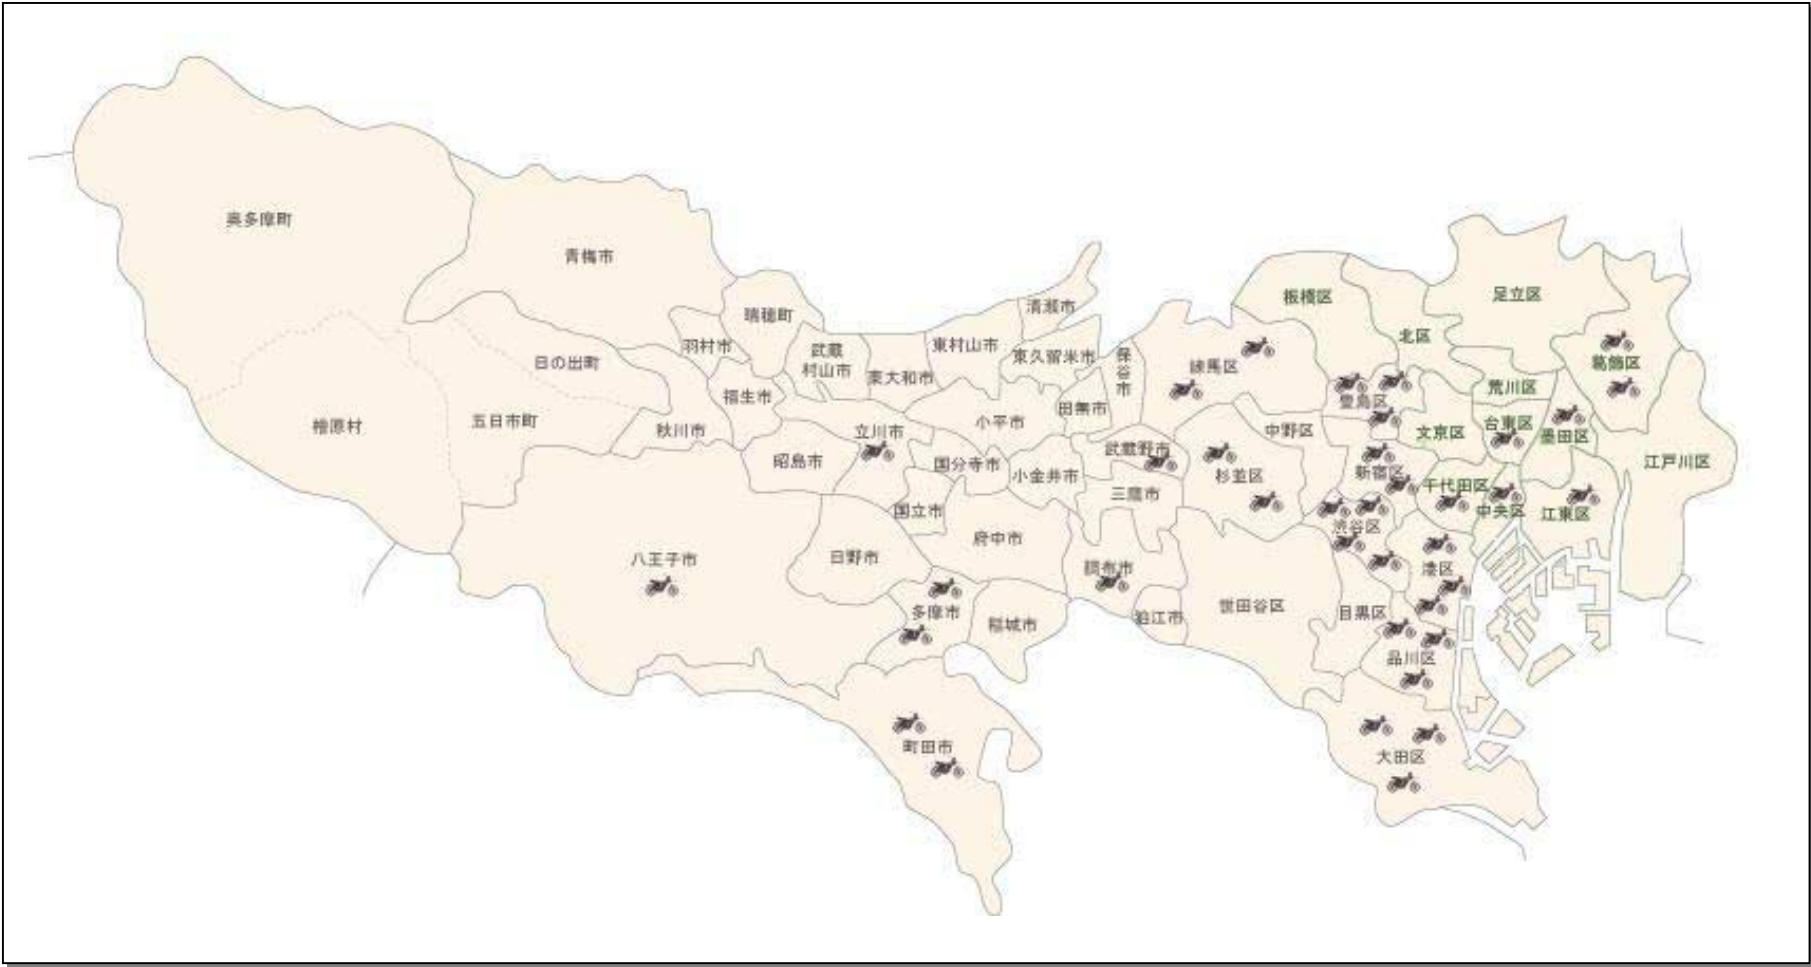 奥多摩町
青梅市
瑞穂町
羽村市
日の出町
檜原村
五日市町
秋川市
福生市
武蔵
村山市
東大和市
東村山市
清瀬市
東久留米市
保谷市
田無市
小平市
立川市
昭島市
国分寺市
小金井市
武蔵野市
三鷹市
国立市
府中市
日野市
八王子市
多摩市
稲城市
調布市
狛江市
町田市
板橋区
北区
足立区
葛飾区
練馬区
豊島区
荒川区
文京区
台東区
墨田区
江戸川区
中野区
杉並区
新宿区
千代田区
中央区
江東区
渋谷区
港区
世田谷区
目黒区
品川区
大田区